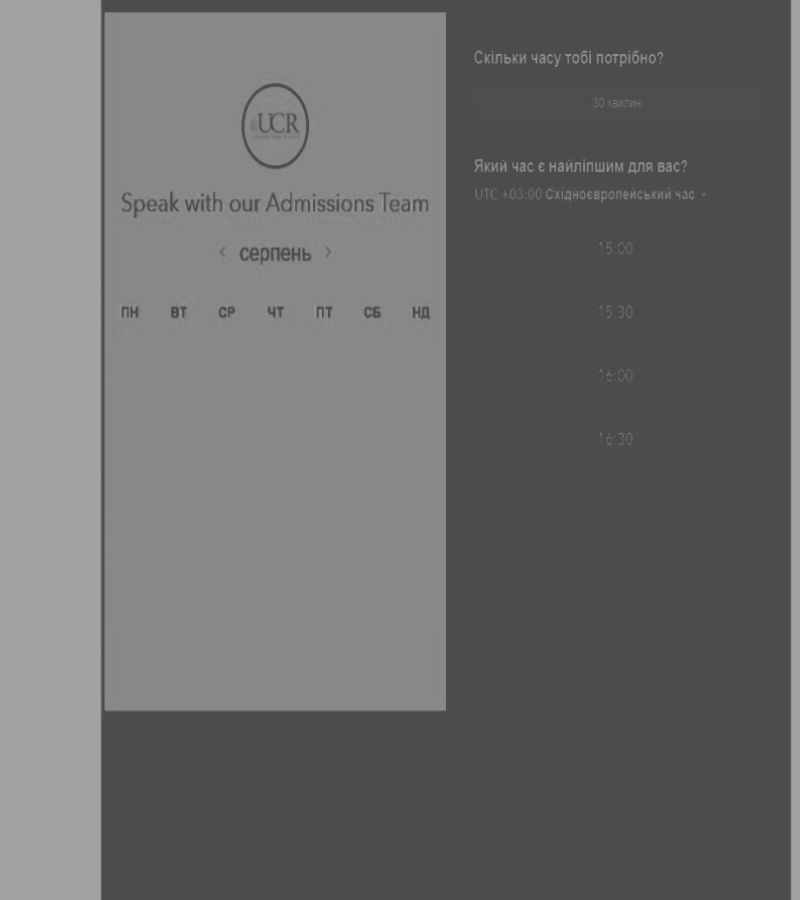 UCR
Speak with our Admissions Team
‹ серпень ›
ПН ВТ СР ЧТ ПТ СБ НД
Скільки часу тобі потрібно?
30 хвилин
Який час є найліпшим для вас?
UTC +03:00 Східноєвропейський час
15:00
15:30
16:00
16:30